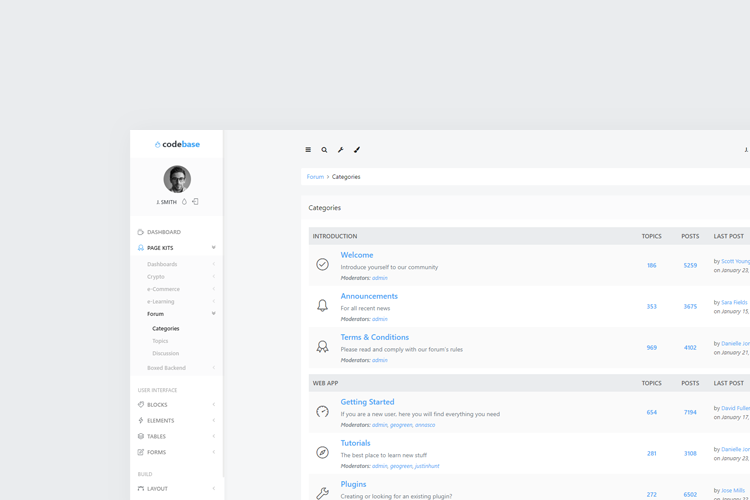 codebase
J. SMITH
DASHBOARD
PAGE KITS
Dashboards
Crypto
e-Commerce
e-Learning
Forum
Categories
Topics
Discussion
Boxed Backend
USER INTERFACE
BLOCKS
ELEMENTS
TABLES
FORMS
BUILD
LAYOUT
J.
Forum > Categories
Categories
INTRODUCTION TOPICS POSTS LAST POST
Welcome
Introduce yourself to our community
Moderators: admin
186 5259
by Scott Young
on January 23,
Announcements
For all recent news
Moderators: admin
353 3675
by Sara Fields
on January 13,
Terms & Conditions
Please read and comply with our forum's rules
Moderators: admin
969 4102
by Danielle Jon
on January 21,
WEB APP TOPICS POSTS LAST POST
Getting Started
If you are a new user, here you will find everything you need
Moderators: admin, geogreen,
654 7194
by David Fuller
on January 17,
Tutorials
The best place to learn new stuff
Moderators: admin, geogreen, justinhunt
281 3108
by Danielle Jon
on January 23,
Plugins
Creating or looking for an existing plugin?
272 6502
by Jose Mills
on January